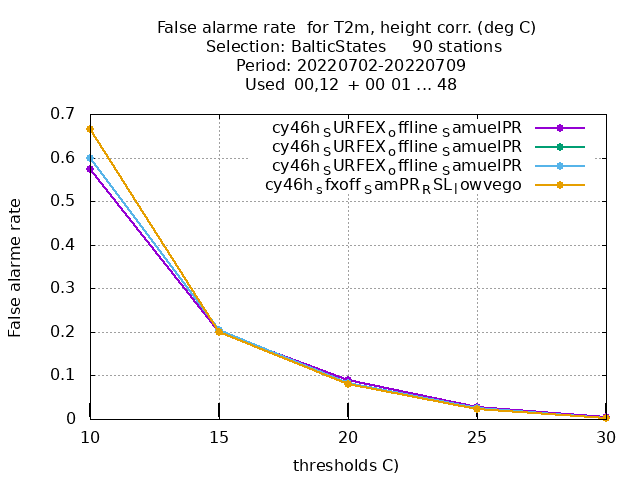 False alarme rate  for T2m, height corr. (deg C)
Selection: BalticStates     90 stations
Period: 20220702-20220709
Used  00,12  + 00 01 ... 48
0.7
0.6
0.5
0.4
0.3
0.2
0.1
0
False alarme rate
cy46h_SURFEX_offline_SamuelPR
cy46h_SURFEX_offline_SamuelPR
cy46h_SURFEX_offline_SamuelPR
cy46h_sfxoff_SamPR_RSL_lowvego
10 15 20 25 30
thresholds C)